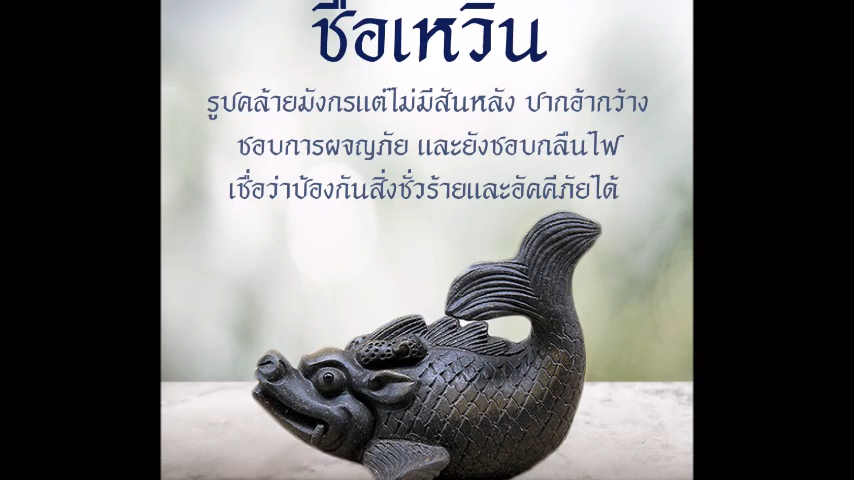 ชือเหวิน
รูปคล้ายมังกรแต่ไม่มีสันหลัง ปากอ้ากว้าง
ชอบการผจญภัย และยังชอบกลืนไฟ
เชื่อว่าป้องกันสิ่งชั่วร้ายและอัคคีภัยได้